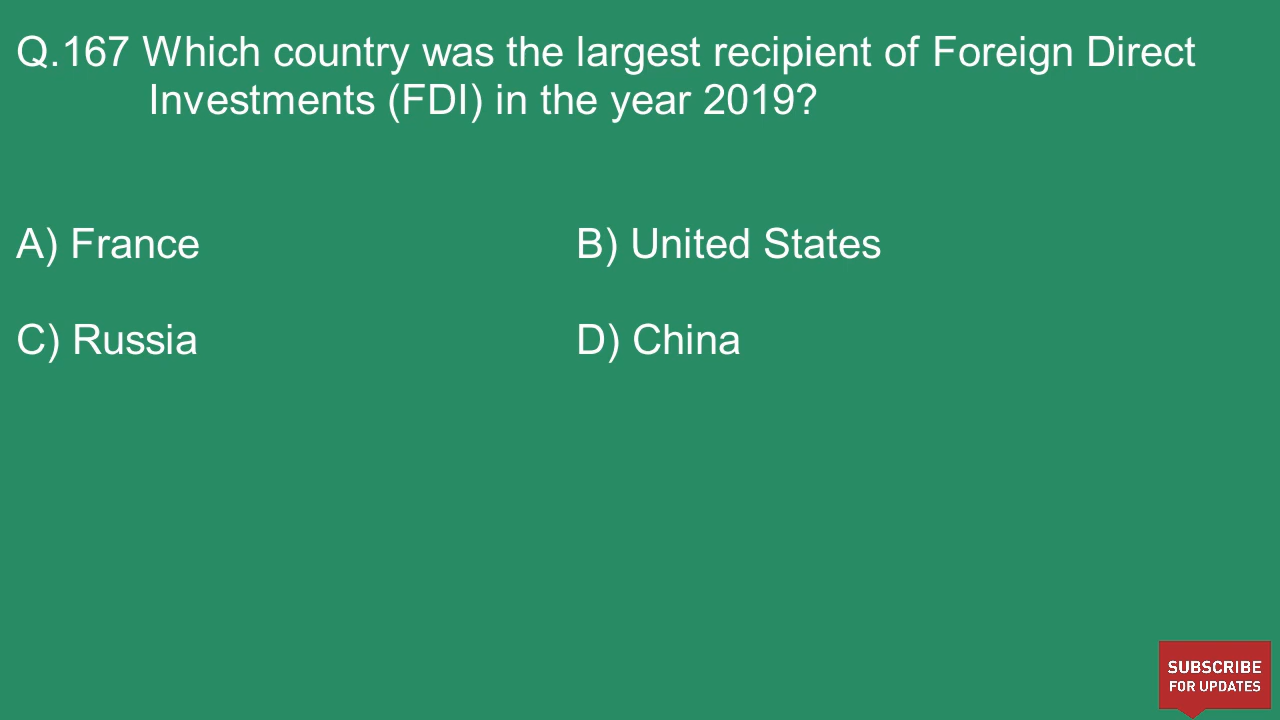 Q.167 Which country was the largest recipient of Foreign Direct
Investments (FDI) in the year 2019?
A) France
B) United States
C) Russia
D) China
SUBSCRIBE
FOR UPDATES